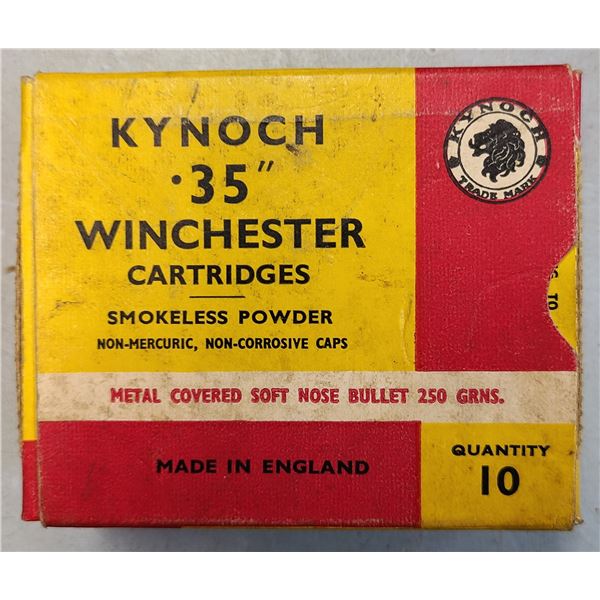 KYNOCH
·35"
WINCHESTER
CARTRIDGES
SMOKELESS POWDER
NON-MERCURIC, NON-CORROSIVE CAPS
KYNOCH
TRADE MARK
TO
METAL COVERED SOFT NOSE BULLET 250 GRNS.
MADE IN ENGLAND
QUANTITY
10